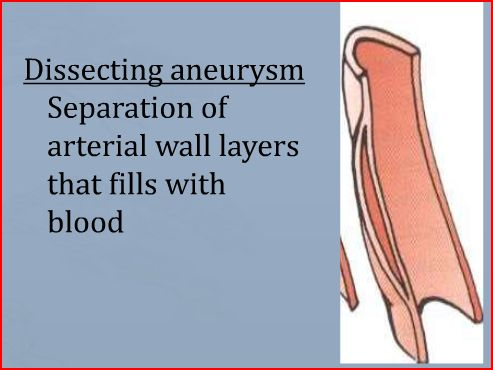 Dissecting aneurysm
Separation of
arterial wall layers
that fills with
blood